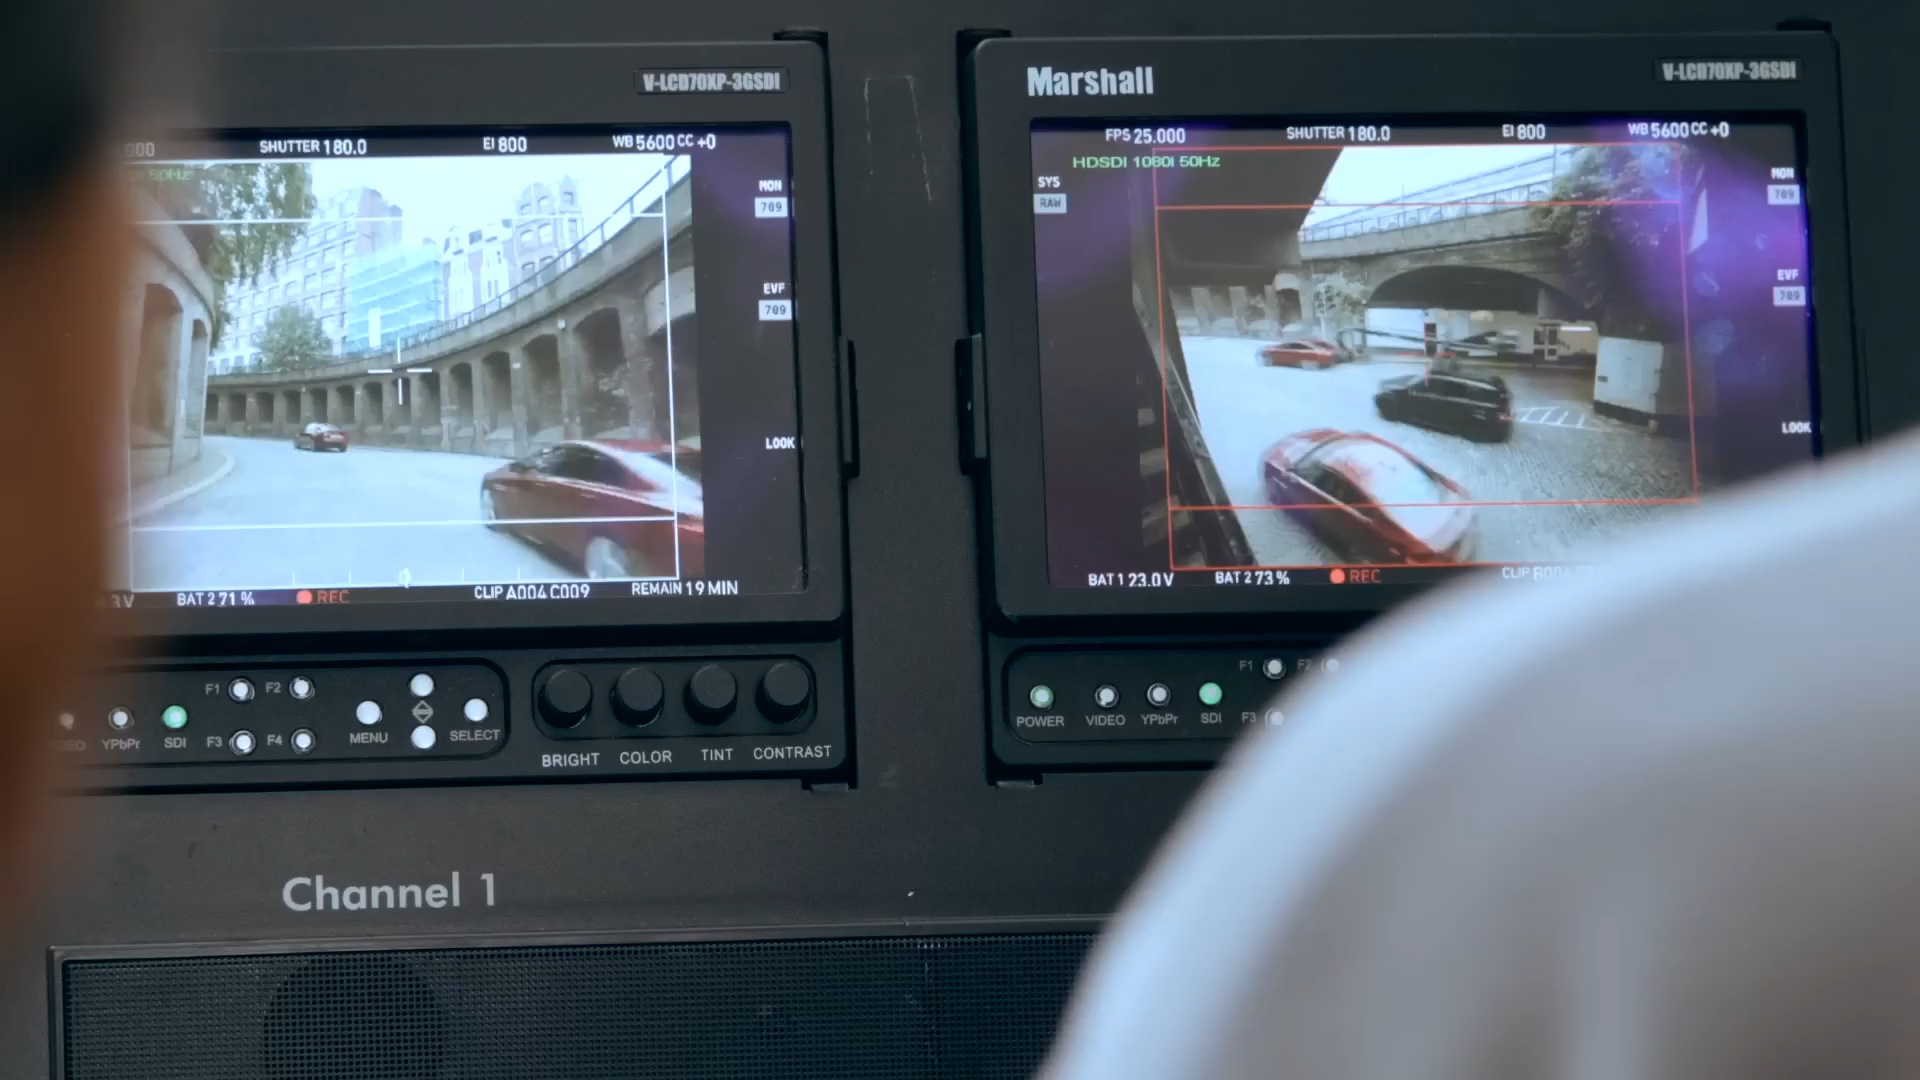 V-LCD70XP-3GSDI
SHUTTER 180.0 EI 800 WB 5600 CC +0
50Hz
MON
709
EVF
709
LOOK
BAT 2 71 % REC CLIP A004 C009 REMAIN 19 MIN
YPbPr SDI F1 F2 F3 F4 MENU SELECT
BRIGHT COLOR TINT CONTRAST
Channel 1
Marshall V-LCD70XP-3GSDI
FPS 25.000 SHUTTER 180.0 EI 800 WB 5600 CC +0
HDSDI 1080i 50Hz
SYS
RAW
MON
709
EVF
709
LOOK
BAT 1 23.0 V BAT 2 73 % REC CLIP
F1 F2
POWER VIDEO YPbPr SDI F3